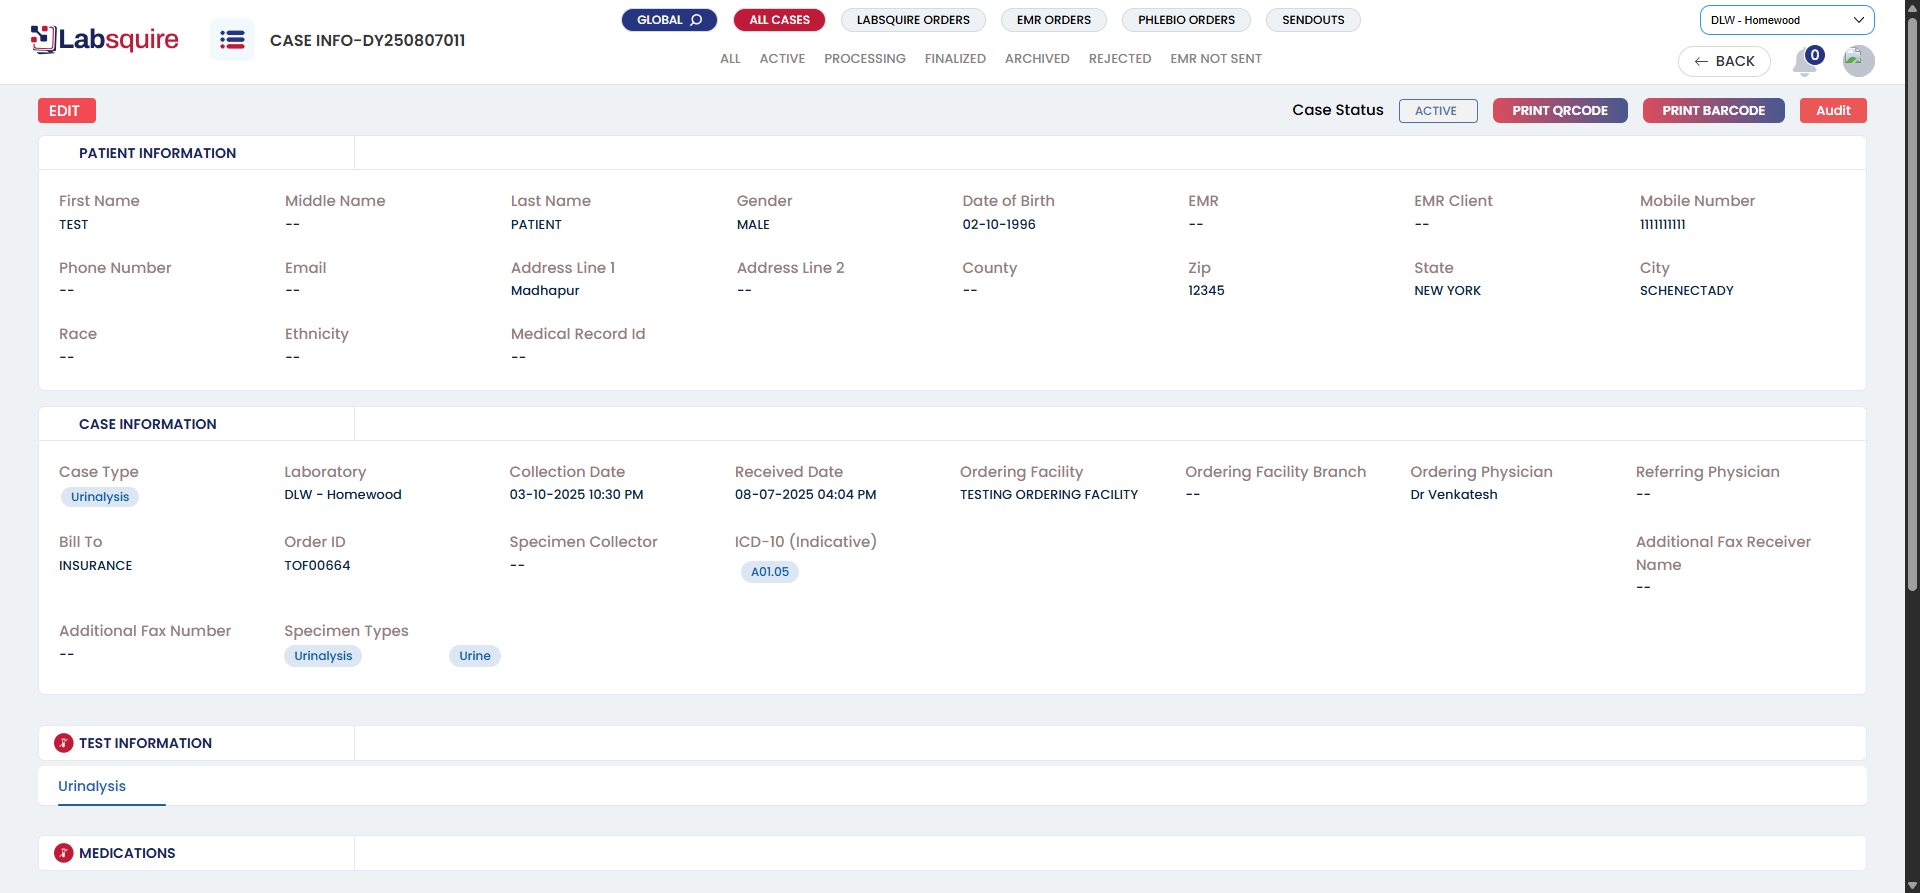 Labsquire
CASE INFO-DY250807011
GLOBAL
ALL CASES
LABSQUIRE ORDERS
EMR ORDERS
PHLEBIO ORDERS
SENDOUTS
DLW - Homewood
ALL
ACTIVE
PROCESSING
FINALIZED
ARCHIVED
REJECTED
EMR NOT SENT
BACK
0
EDIT
Case Status
ACTIVE
PRINT QRCODE
PRINT BARCODE
Audit
PATIENT INFORMATION
First Name
TEST
Middle Name
--
Last Name
PATIENT
Gender
MALE
Date of Birth
02-10-1996
EMR
--
EMR Client
--
Mobile Number
1111111111
Phone Number
--
Email
--
Address Line 1
Madhapur
Address Line 2
--
County
--
Zip
12345
State
NEW YORK
City
SCHENECTADY
Race
--
Ethnicity
--
Medical Record Id
--
CASE INFORMATION
Case Type
Urinalysis
Laboratory
DLW - Homewood
Collection Date
03-10-2025 10:30 PM
Received Date
08-07-2025 04:04 PM
Ordering Facility
TESTING ORDERING FACILITY
Ordering Facility Branch
--
Ordering Physician
Dr Venkatesh
Referring Physician
--
Bill To
INSURANCE
Order ID
TOF00664
Specimen Collector
--
ICD-10 (Indicative)
A01.05
Additional Fax Receiver
Name
--
Additional Fax Number
--
Specimen Types
Urinalysis
Urine
TEST INFORMATION
Urinalysis
MEDICATIONS